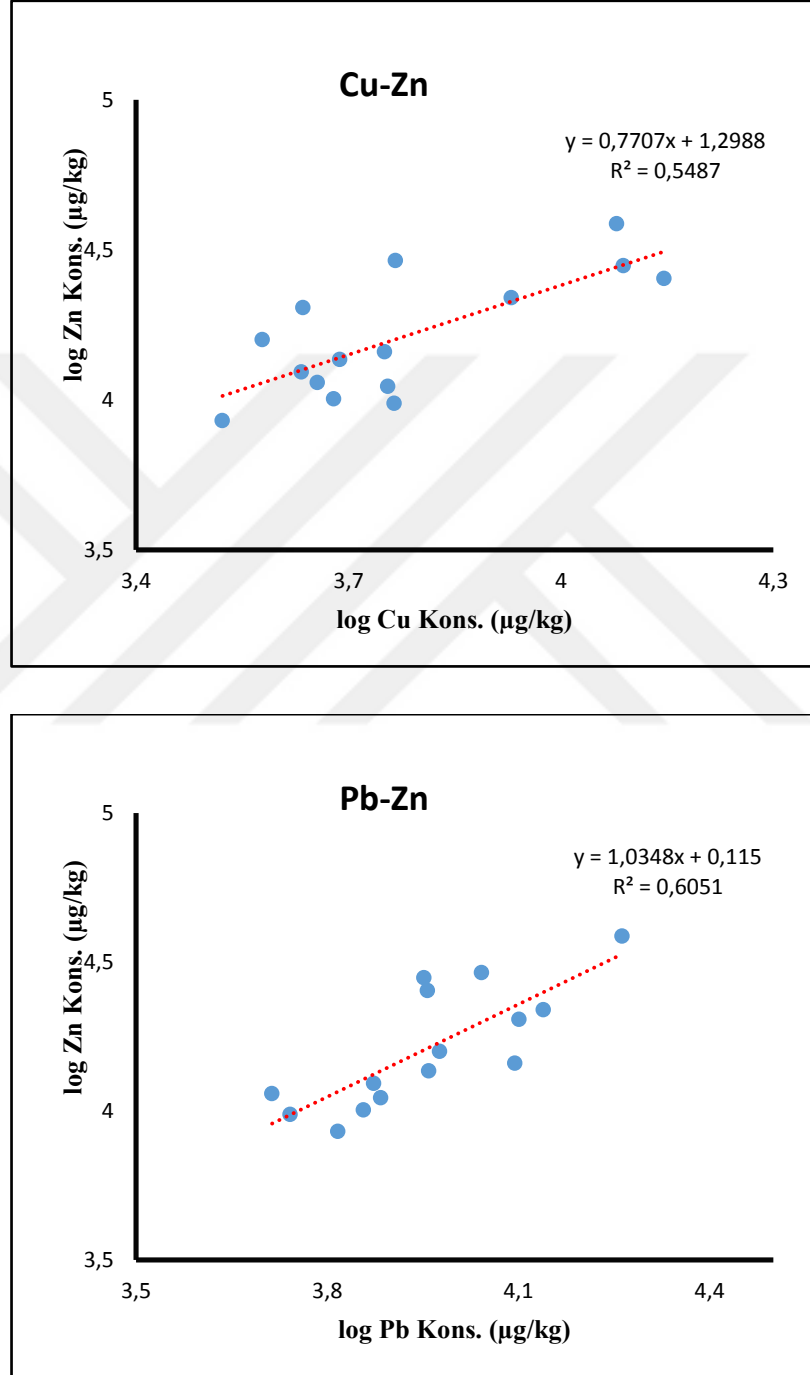 Cu-Zn
y = 0,7707x + 1,2988
R² = 0,5487
5
4,5
4
3,5
log Zn Kons. (µg/kg)
3,4 3,7 4 4,3
log Cu Kons. (µg/kg)
Pb-Zn
y = 1,0348x + 0,115
R² = 0,6051
5
4,5
4
3,5
log Zn Kons. (µg/kg)
3,5 3,8 4,1 4,4
log Pb Kons. (µg/kg)